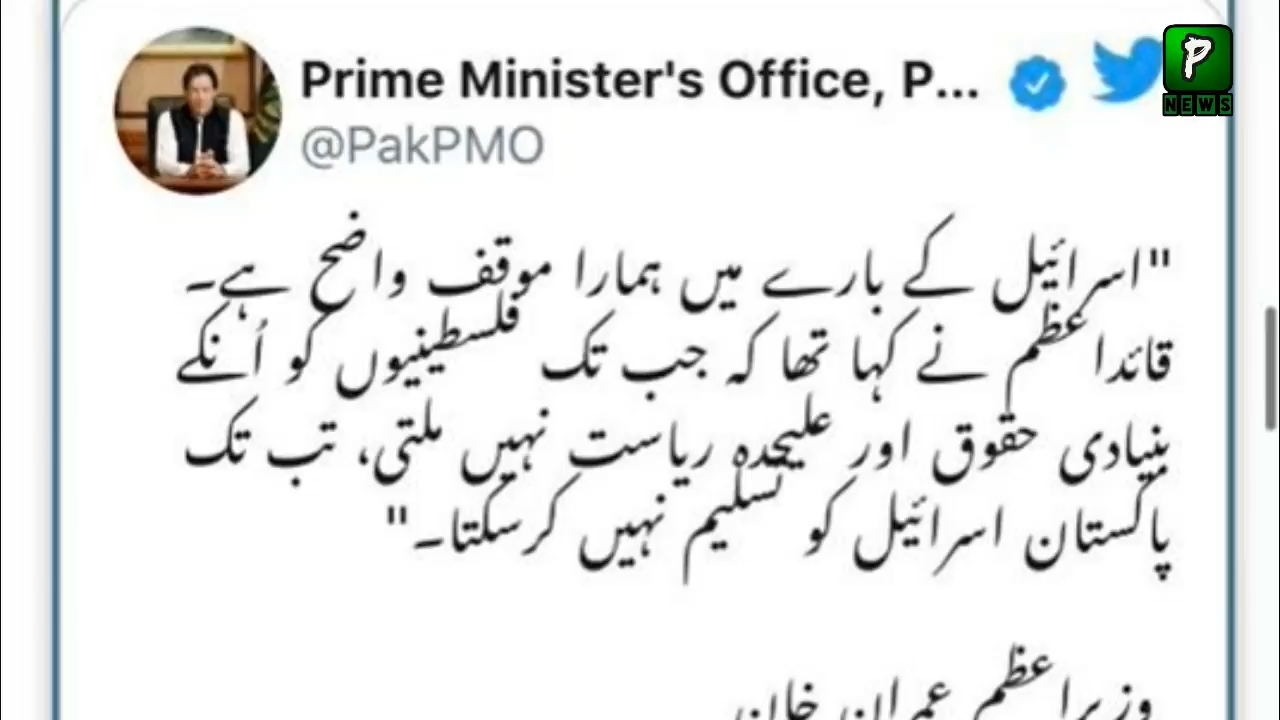 Prime Minister's Office, P...
@PakPMO
P
NEWS
"اسرائیل کے بارے میں ہمارا موقف واضح ہے۔
قائداعظم نے کہا تھا کہ جب تک فلسطینیوں کو اُنکے
بنیادی حقوق اور علیحدہ ریاست نہیں ملتی، تب تک
پاکستان اسرائیل کو تسلیم نہیں کرسکتا۔"
وزیراعظم عمران خان